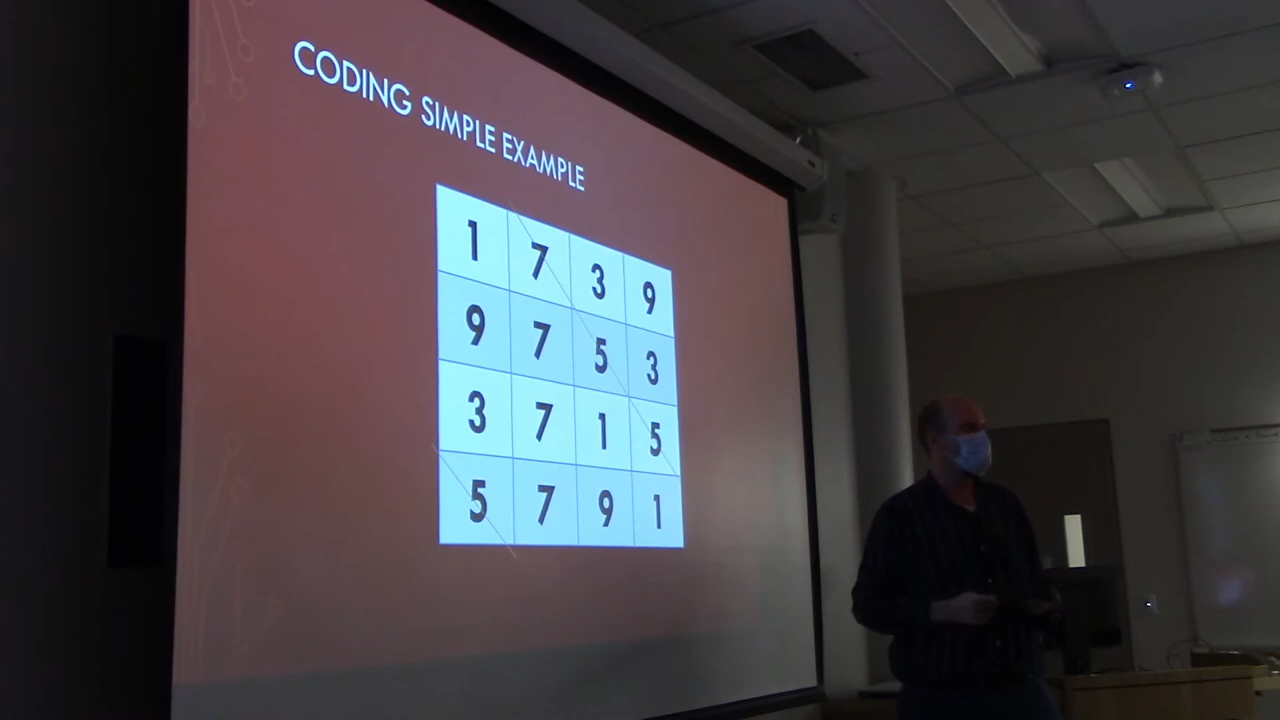 CODING SIMPLE EXAMPLE
1 7 3 9
9 7 5 3
3 7 1 5
5 7 9 1